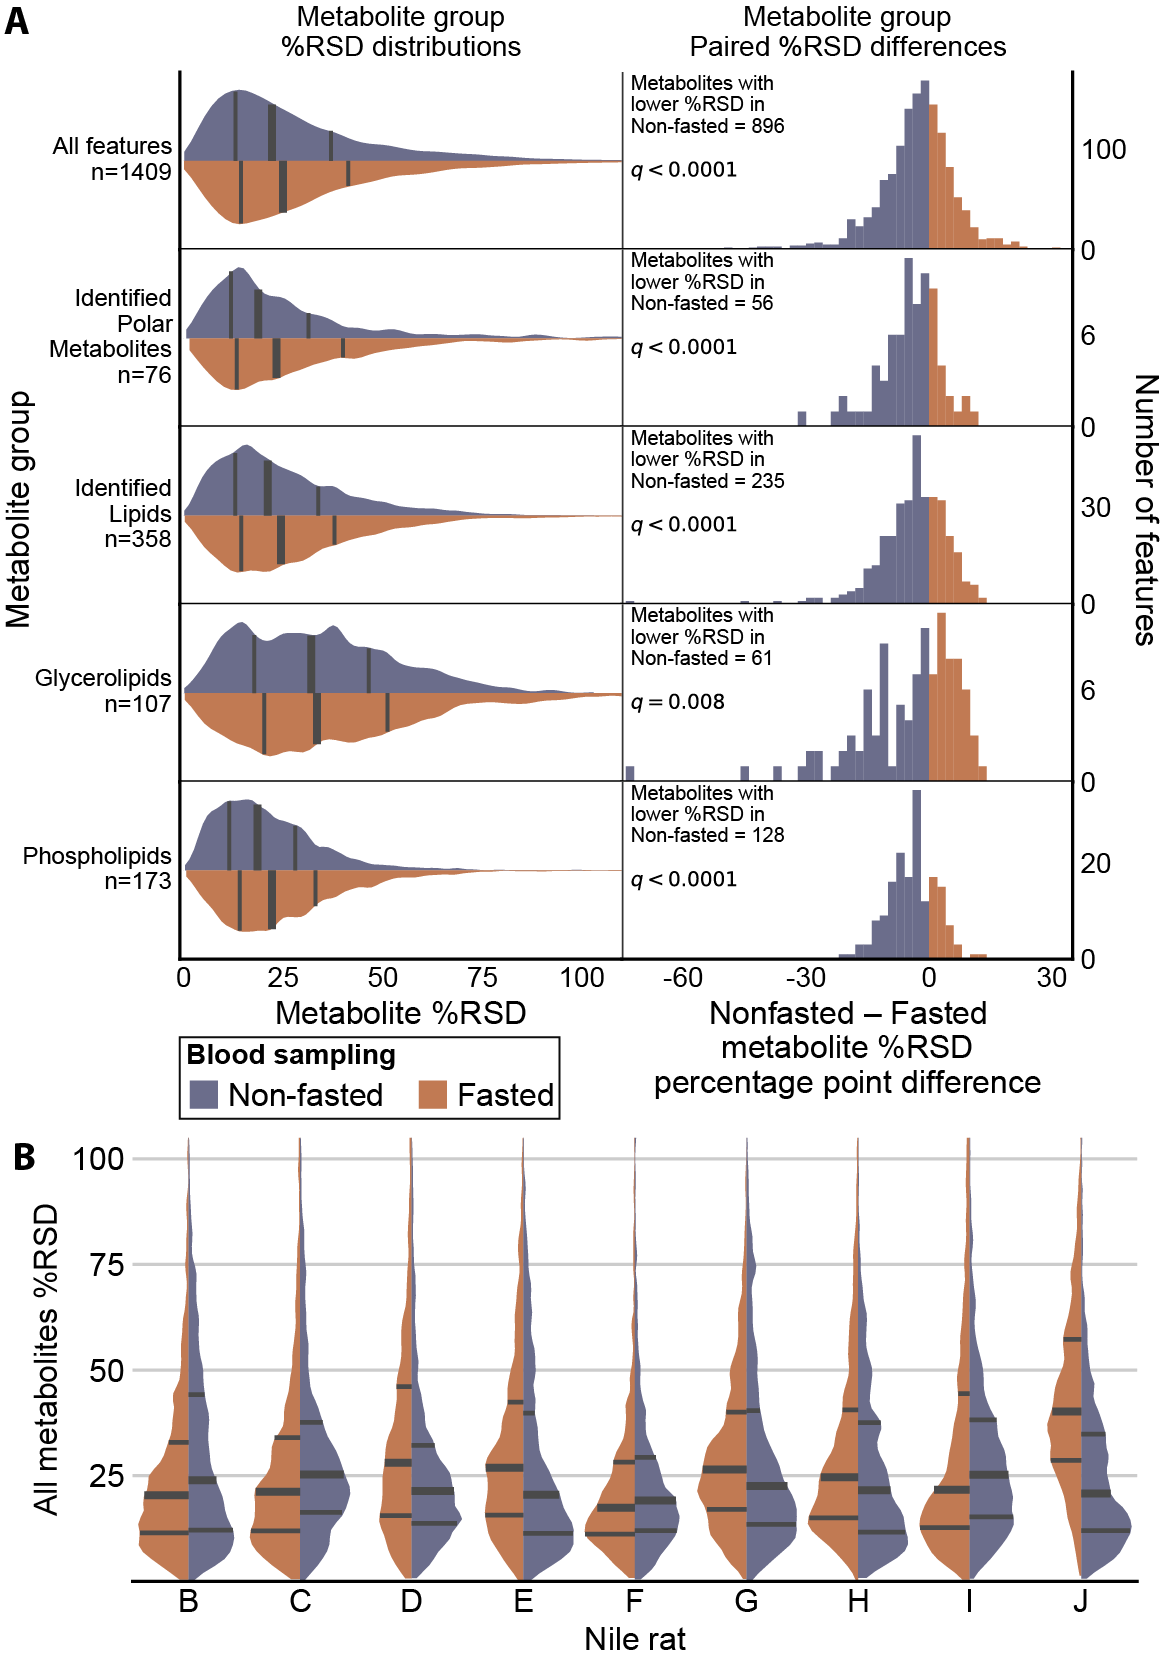 A
Metabolite group
%RSD distributions
Metabolite group
Paired %RSD differences
Metabolite group
All features
n=1409
Metabolites with
lower %RSD in
Non-fasted = 896
q < 0.0001
100
0
Identified
Polar
Metabolites
n=76
Metabolites with
lower %RSD in
Non-fasted = 56
q < 0.0001
6
0
Identified
Lipids
n=358
Metabolites with
lower %RSD in
Non-fasted = 235
q < 0.0001
30
0
Glycerolipids
n=107
Metabolites with
lower %RSD in
Non-fasted = 61
q = 0.008
6
0
Phospholipids
n=173
Metabolites with
lower %RSD in
Non-fasted = 128
q < 0.0001
20
0
Number of features
0 25 50 75 100
-60 -30 0 30
Metabolite %RSD
Nonfasted – Fasted
metabolite %RSD
percentage point difference
Blood sampling
Non-fasted Fasted
B
All metabolites %RSD
100
75
50
25
B C D E F G H I J
Nile rat